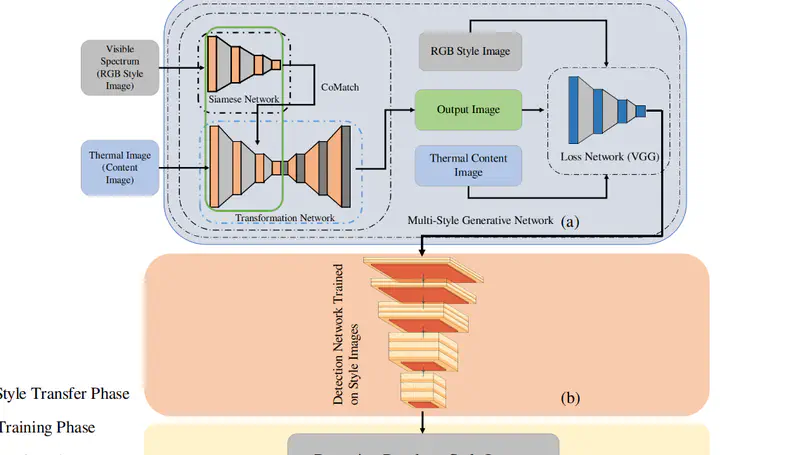 Visible
Spectrum
(RGB Style
Image)
Siamese Network
CoMatch
RGB Style Image
Output Image
Thermal Content
Image
Loss Network (VGG)
Thermal Image
(Content
Image)
Transformation Network
Multi-Style Generative Network
(a)
Detection Network Trained
on Style Images
(b)
Style Transfer Phase
Training Phase